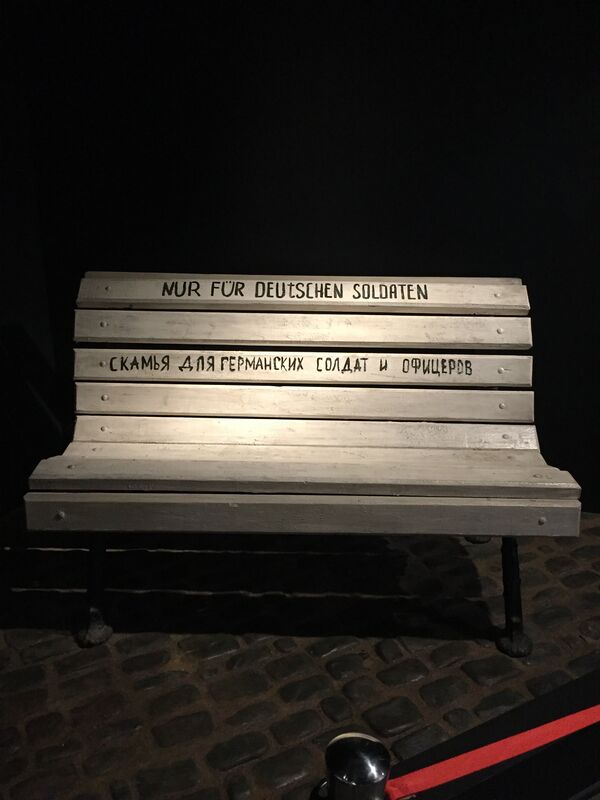 NUR FÜR DEUtSCHEN SOLDATEN
СКАМЬЯ ДЛЯ ГЕРМАНСКИХ СОЛДАТ И ОФИЦЕРОВ